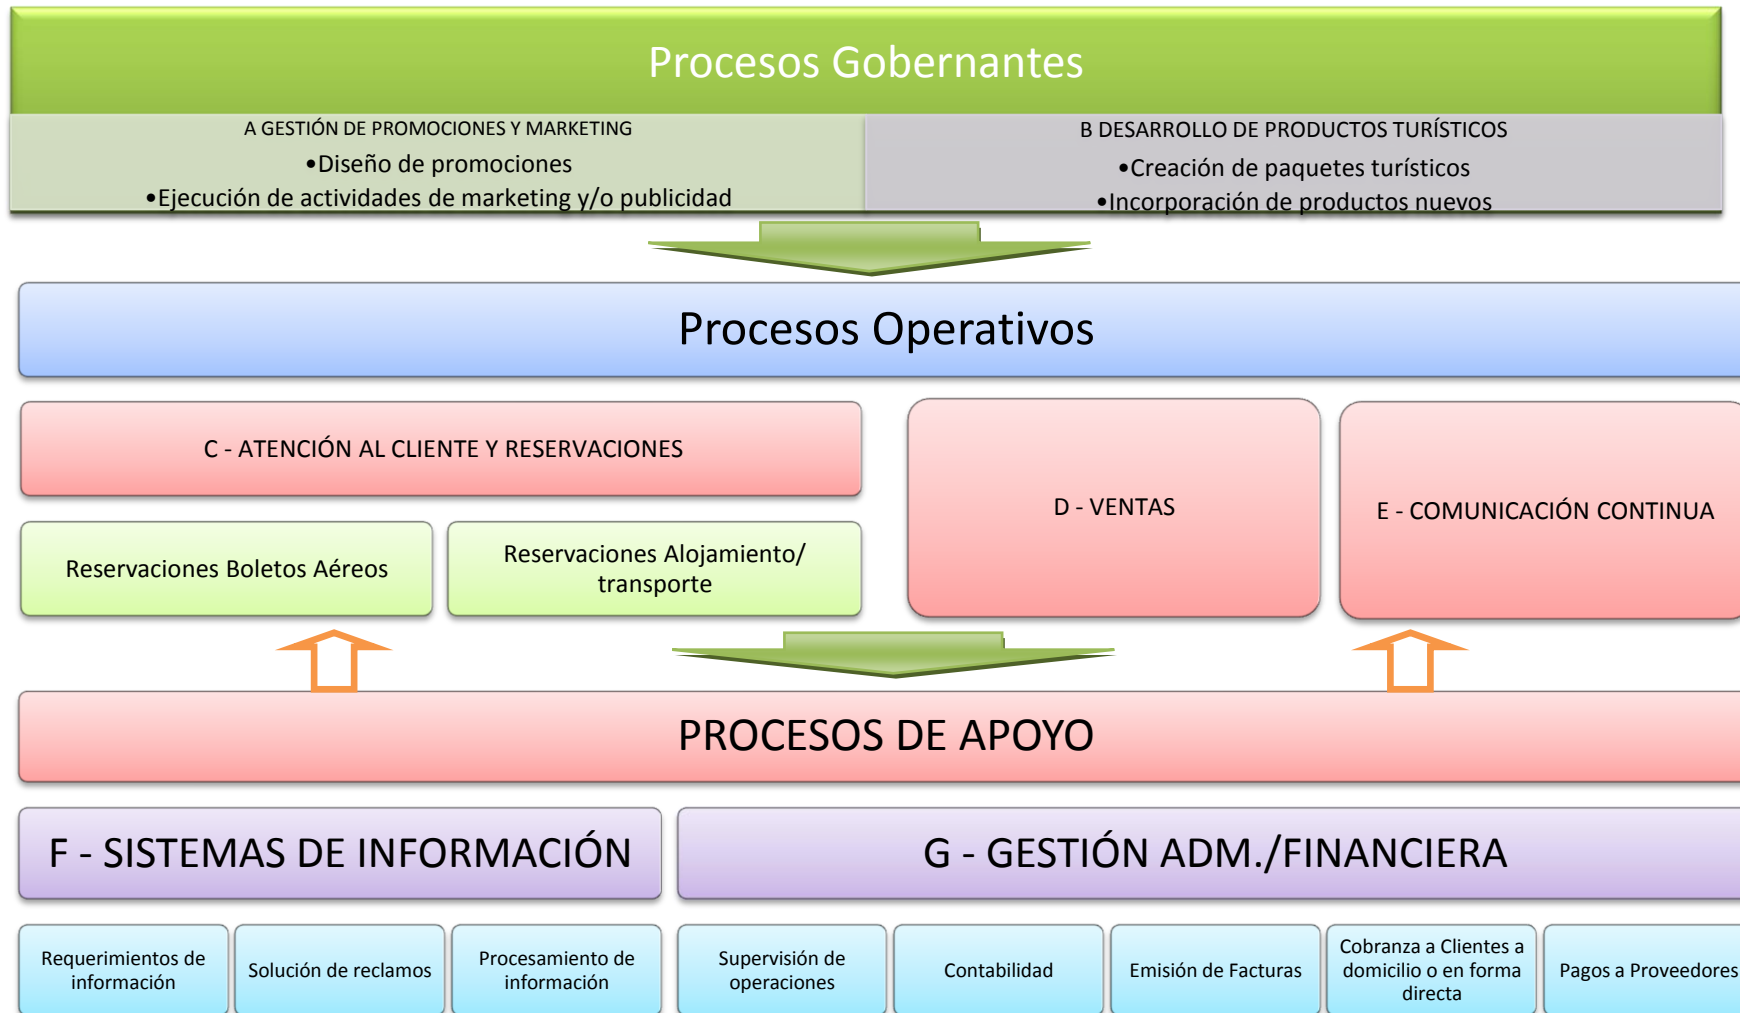 Procesos Gobernantes
A GESTIÓN DE PROMOCIONES Y MARKETING
•Diseño de promociones
•Ejecución de actividades de marketing y/o publicidad
B DESARROLLO DE PRODUCTOS TURÍSTICOS
•Creación de paquetes turísticos
•Incorporación de productos nuevos
Procesos Operativos
C - ATENCIÓN AL CLIENTE Y RESERVACIONES
Reservaciones Boletos Aéreos
Reservaciones Alojamiento/
transporte
D - VENTAS
E - COMUNICACIÓN CONTINUA
PROCESOS DE APOYO
F - SISTEMAS DE INFORMACIÓN
G - GESTIÓN ADM./FINANCIERA
Requerimientos de
información
Solución de reclamos
Procesamiento de
información
Supervisión de
operaciones
Contabilidad
Emisión de Facturas
Cobranza a Clientes a
domicilio o en forma
directa
Pagos a Proveedores